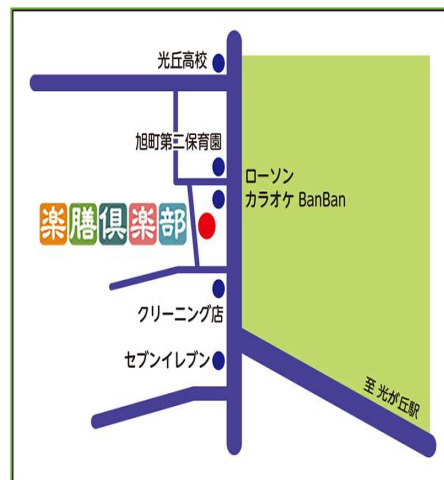 光丘高校
旭町第二保育園
ローソン
カラオケ BanBan
楽膳倶楽部
クリーニング店
セブンイレブン
至 光が丘駅